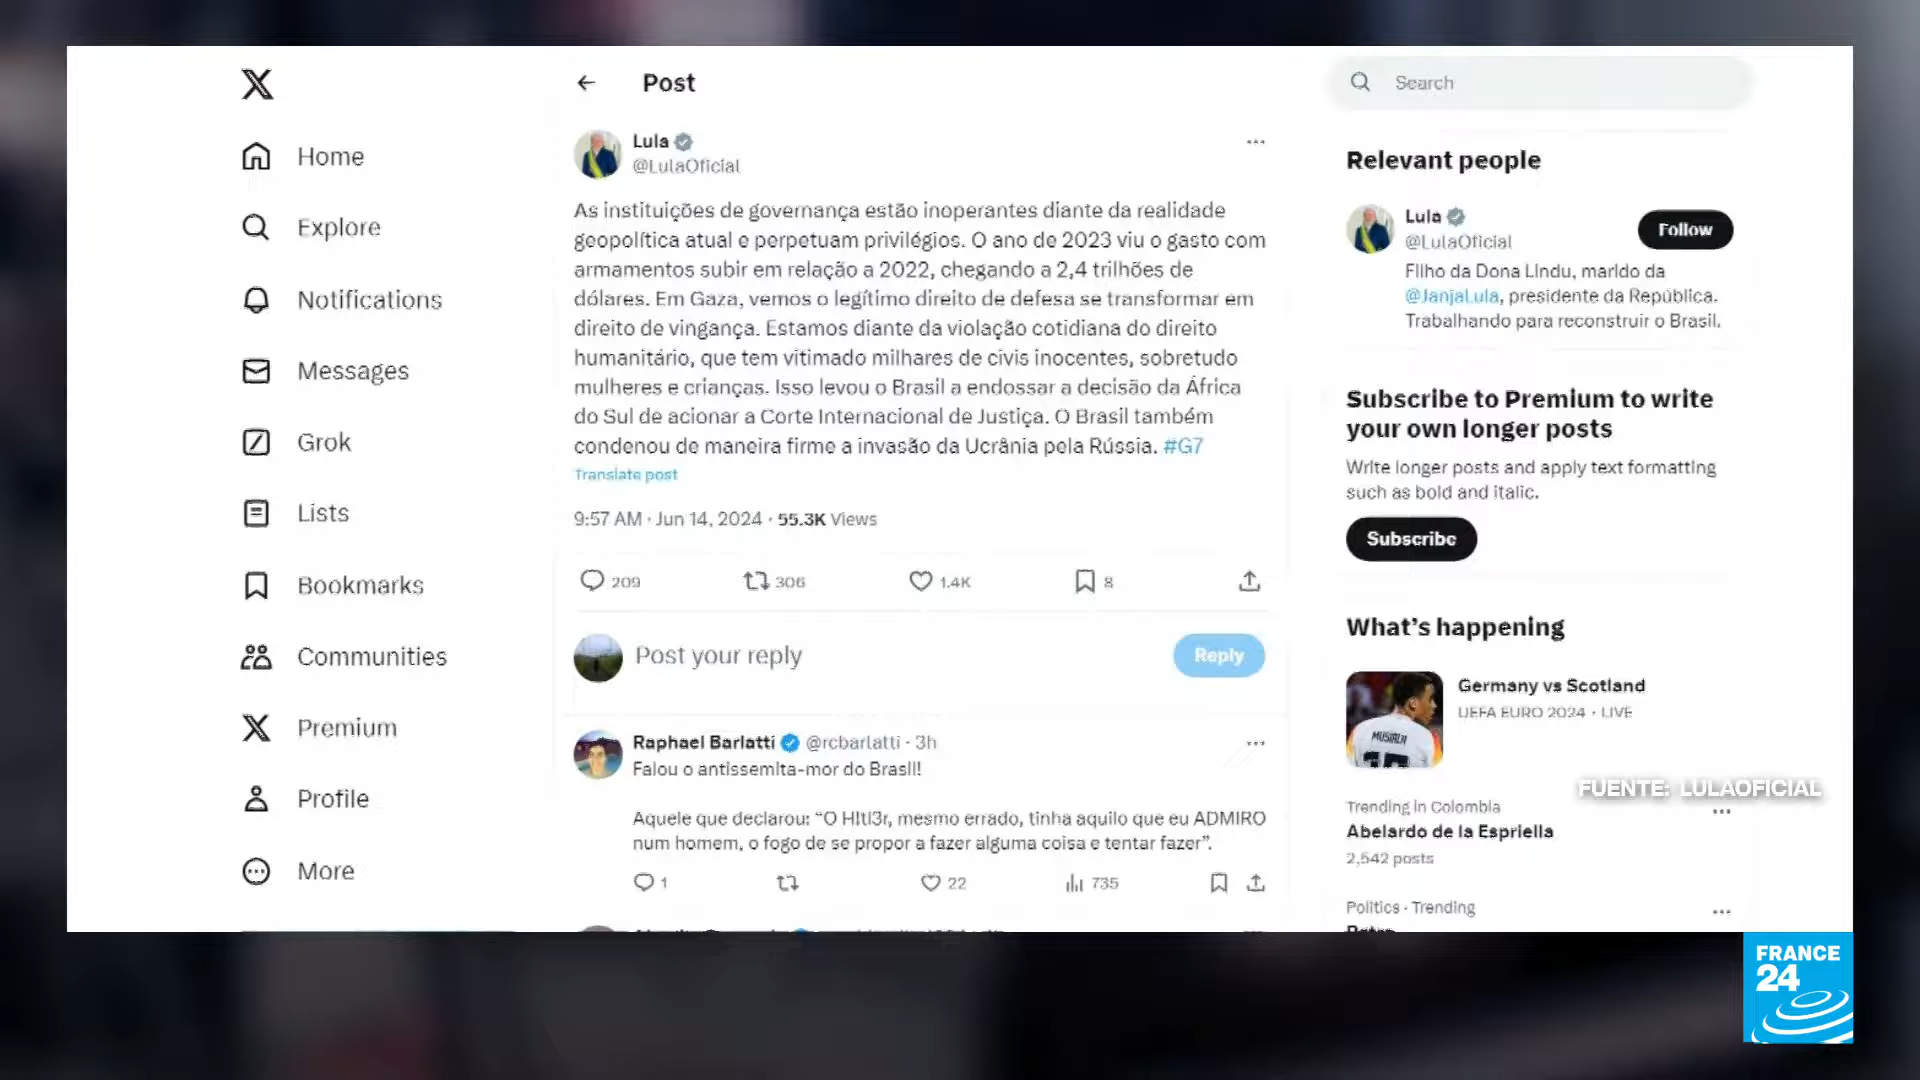 Home
Explore
Notifications
Messages
Grok
Lists
Bookmarks
Communities
Premium
Profile
More
Post
Lula
@LulaOficial
As instituições de governança estão inoperantes diante da realidade
geopolítica atual e perpetuam privilégios. O ano de 2023 viu o gasto com
armamentos subir em relação a 2022, chegando a 2,4 trilhões de
dólares. Em Gaza, vemos o legítimo direito de defesa se transformar em
direito de vingança. Estamos diante da violação cotidiana do direito
humanitário, que tem vitimado milhares de civis inocentes, sobretudo
mulheres e crianças. Isso levou o Brasil a endossar a decisão da África
do Sul de acionar a Corte Internacional de Justiça. O Brasil também
condenou de maneira firme a invasão da Ucrânia pela Rússia. #G7
Translate post
9:57 AM · Jun 14, 2024 · 55.3K Views
209 306 1.4K 8
Post your reply
Reply
Raphael Barlatti @rcbarlatti · 3h
Falou o antissemita-mor do Brasil!
Aquele que declarou: “O H!tl3r, mesmo errado, tinha aquilo que eu ADMIRO
num homem, o fogo de se propor a fazer alguma coisa e tentar fazer”.
1 22 735
Search
Relevant people
Lula
@LulaOficial
Follow
Filho da Dona Lindu, marido da
@JanjaLula, presidente da República.
Trabalhando para reconstruir o Brasil.
Subscribe to Premium to write
your own longer posts
Write longer posts and apply text formatting
such as bold and italic.
Subscribe
What's happening
Germany vs Scotland
UEFA EURO 2024 · LIVE
MUSIALA
FUENTE: LULAOFICIAL
Trending in Colombia
Abelardo de la Espriella
2,542 posts
Politics · Trending
FRANCE
24